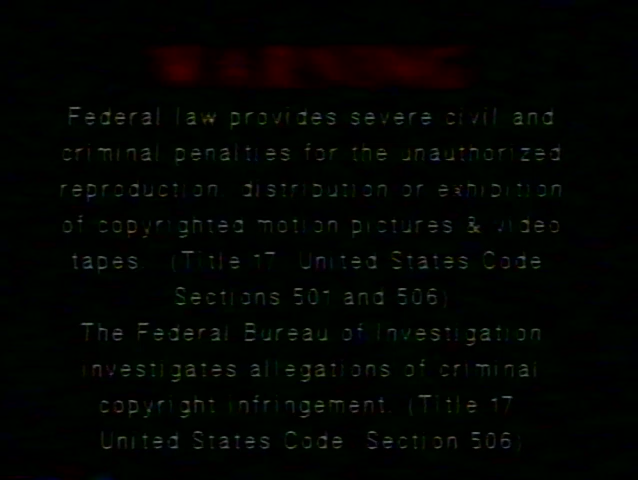 WARNING
Federal law provides severe civil and
criminal penalties for the unauthorized
reproduction, distribution or exhibition
of copyrighted motion pictures & video
tapes. (Title 17, United States Code,
Sections 501 and 506)
The Federal Bureau of Investigation
investigates allegations of criminal
copyright infringement. (Title 17,
United States Code, Section 506)